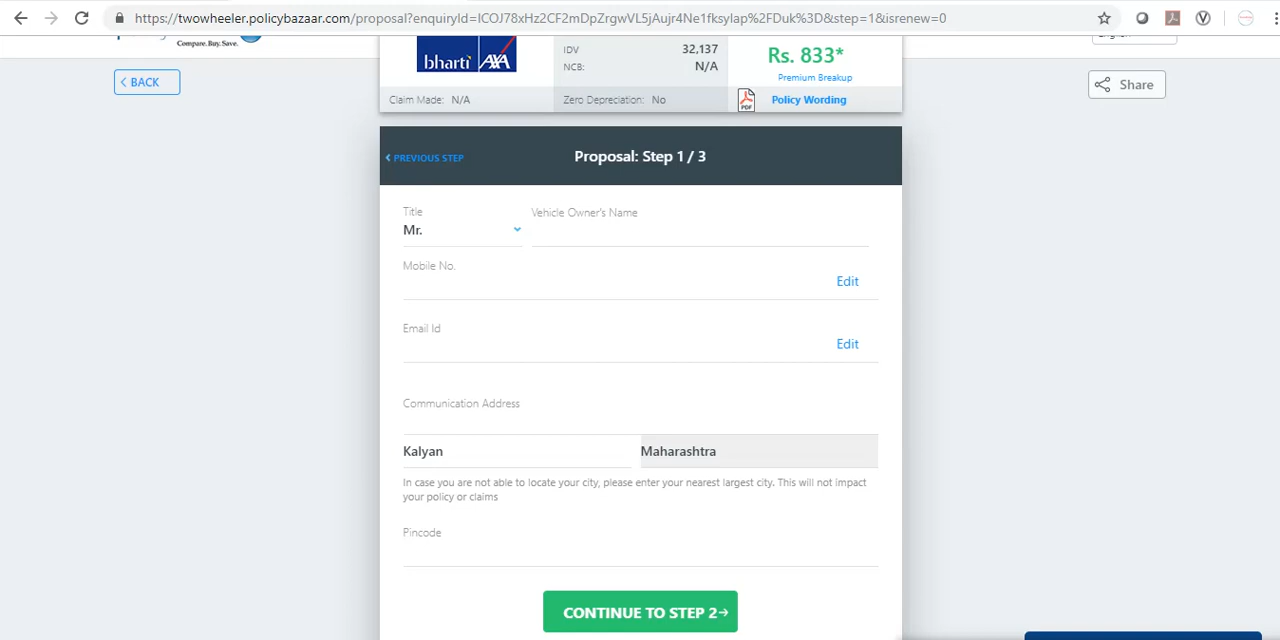 https://twowheeler.policybazaar.com/proposal?enquiryId=ICOJ78xHz2CF2mDpZrgwVL5jAujr4Ne1fksylap%2FDuk%3D&step=1&isrenew=0
Compare. Buy. Save.
BACK
bharti AXA
IDV 32,137
NCB: N/A
Rs. 833*
Premium Breakup
Claim Made: N/A
Zero Depreciation: No
PDF
Policy Wording
Share
PREVIOUS STEP
Proposal: Step 1 / 3
Title
Vehicle Owner's Name
Mr.
Mobile No.
Edit
Email Id
Edit
Communication Address
Kalyan
Maharashtra
In case you are not able to locate your city, please enter your nearest largest city. This will not impact
your policy or claims
Pincode
CONTINUE TO STEP 2→